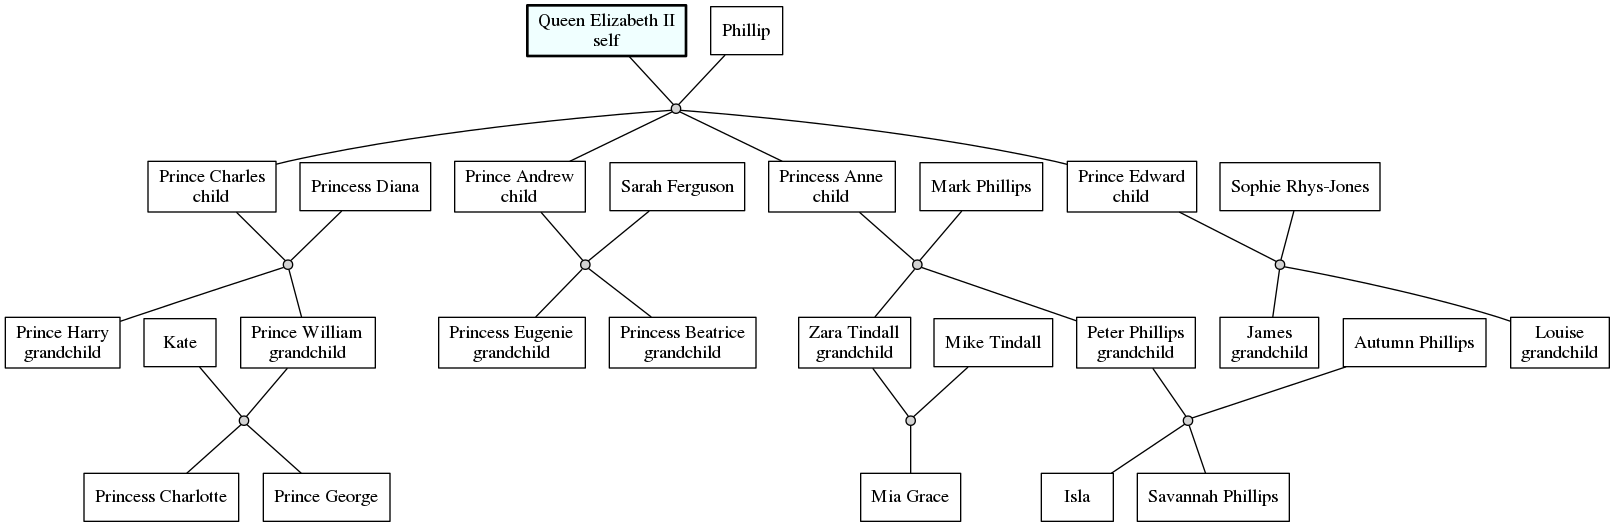 Queen Elizabeth II
self
Phillip
Prince Charles
child
Princess Diana
Prince Andrew
child
Sarah Ferguson
Princess Anne
child
Mark Phillips
Prince Edward
child
Sophie Rhys-Jones
Prince Harry
grandchild
Kate
Prince William
grandchild
Princess Eugenie
grandchild
Princess Beatrice
grandchild
Zara Tindall
grandchild
Mike Tindall
Peter Phillips
grandchild
James
grandchild
Autumn Phillips
Louise
grandchild
Princess Charlotte
Prince George
Mia Grace
Isla
Savannah Phillips